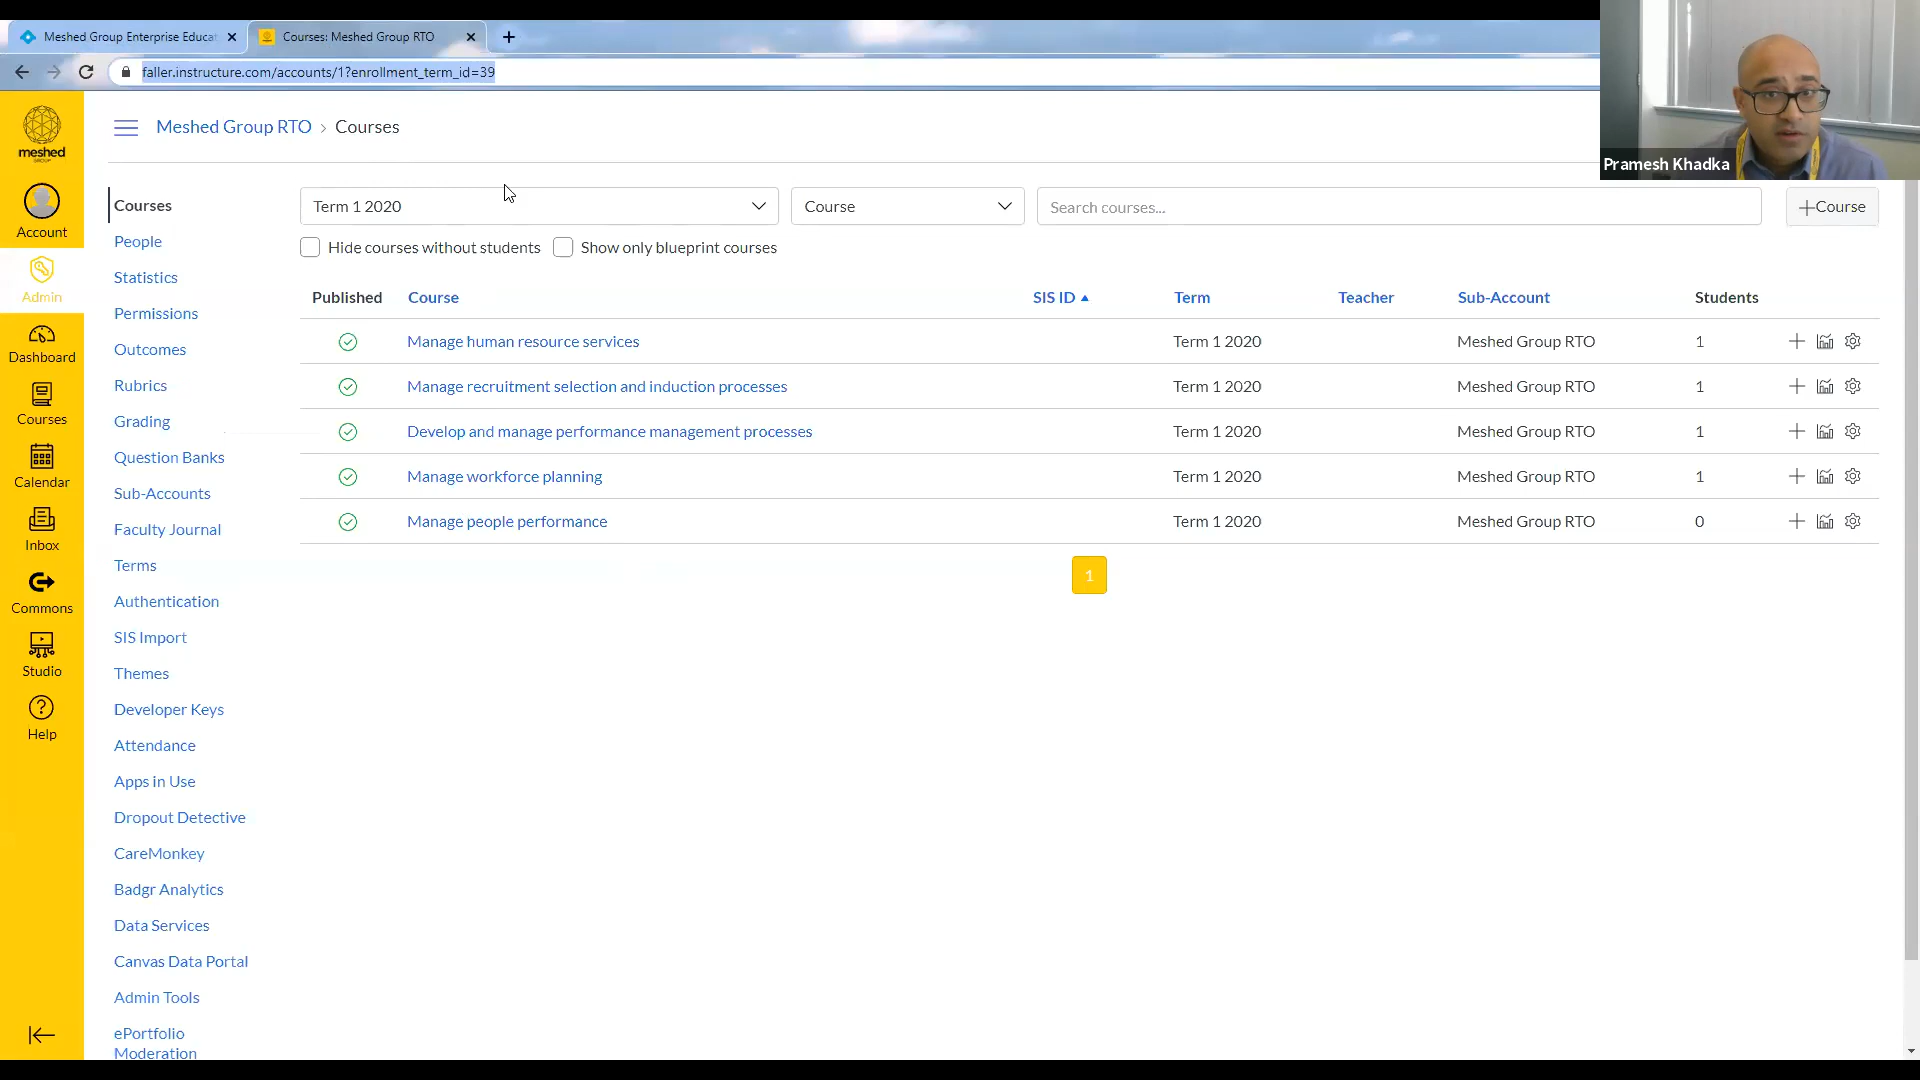 Meshed Group Enterprise Educat
Courses: Meshed Group RTO
faller.instructure.com/accounts/1?enrollment_term_id=39
Pramesh Khadka
meshed
Account
Admin
Dashboard
Courses
Calendar
Inbox
Commons
Studio
Help
Meshed Group RTO > Courses
Courses
People
Statistics
Permissions
Outcomes
Rubrics
Grading
Question Banks
Sub-Accounts
Faculty Journal
Terms
Authentication
SIS Import
Themes
Developer Keys
Attendance
Apps in Use
Dropout Detective
CareMonkey
Badgr Analytics
Data Services
Canvas Data Portal
Admin Tools
ePortfolio
Moderation
Term 1 2020
Course
Search courses...
+Course
Hide courses without students
Show only blueprint courses
Published Course SIS ID Term Teacher Sub-Account Students
Manage human resource services Term 1 2020 Meshed Group RTO 1
Manage recruitment selection and induction processes Term 1 2020 Meshed Group RTO 1
Develop and manage performance management processes Term 1 2020 Meshed Group RTO 1
Manage workforce planning Term 1 2020 Meshed Group RTO 1
Manage people performance Term 1 2020 Meshed Group RTO 0
1